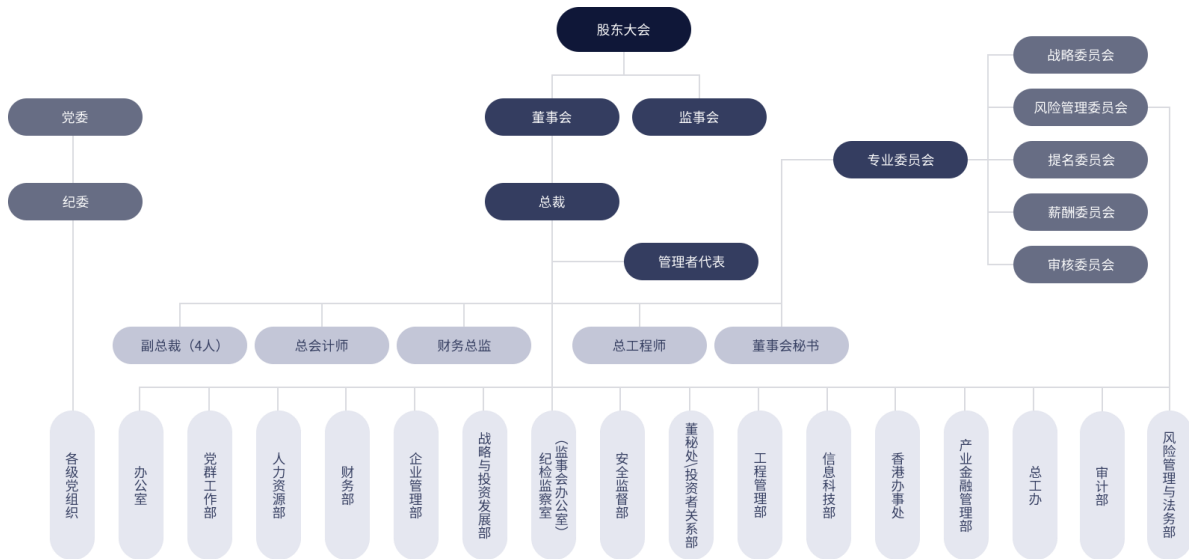 股东大会
党委
董事会
监事会
纪委
总裁
管理者代表
专业委员会
战略委员会
风险管理委员会
提名委员会
薪酬委员会
审核委员会
副总裁（4人）
总会计师
财务总监
总工程师
董事会秘书
各级党组织
办公室
党群工作部
人力资源部
财务部
企业管理部
战略与投资发展部
（监事会办公室）
纪检监察室
安全监督部
董秘处\投资者关系部
工程管理部
信息科技部
香港办事处
产业金融管理部
总工办
审计部
风险管理与法务部